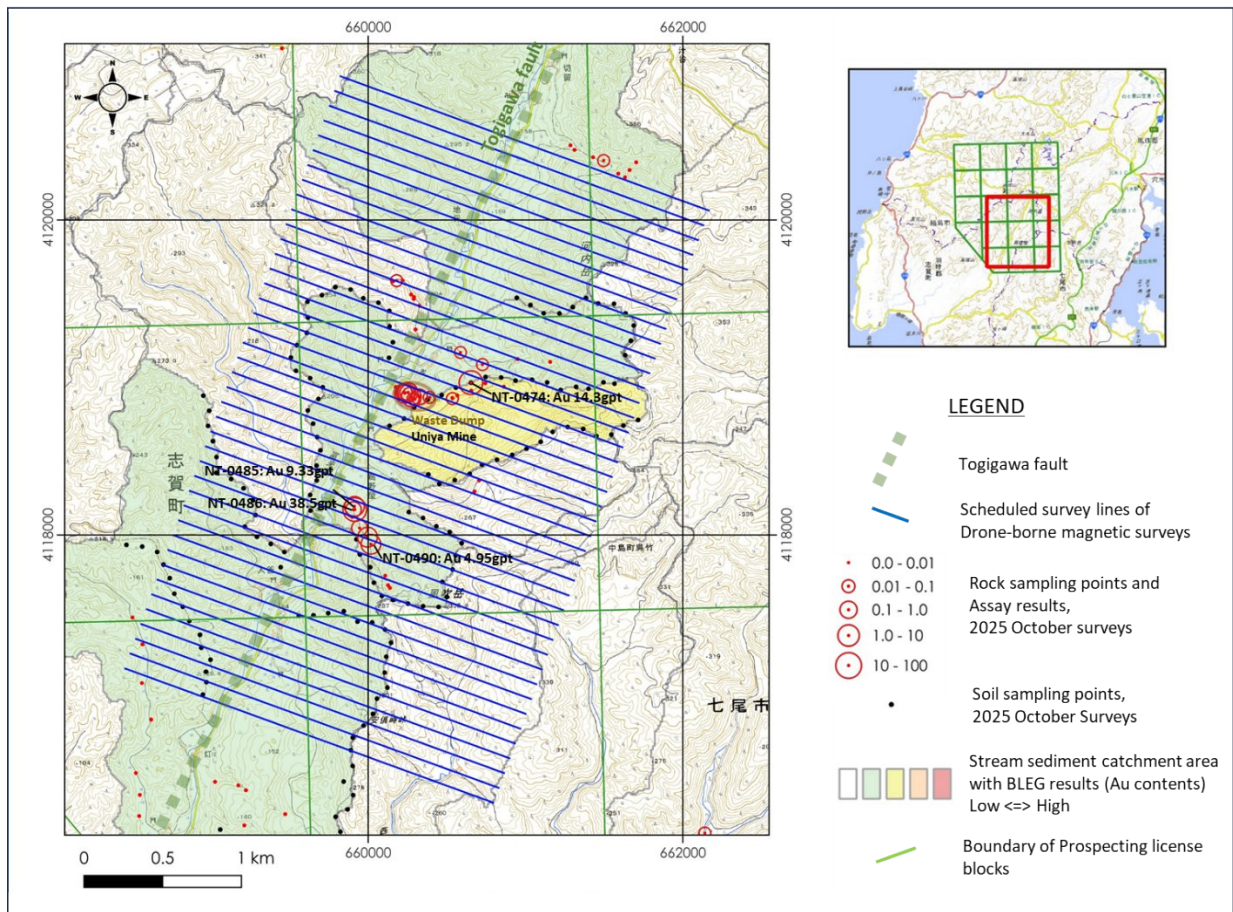 660000
662000
Togigawa fault
N
W
E
S
4120000
4120000
NT-0474: Au 14.3gpt
Waste Dump
Uniya Mine
志賀町
NT-0485: Au 9.33gpt
NT-0486: Au 38.5gpt
4118000
4118000
NT-0490: Au 4.95gpt
中島町呉竹
七尾市
660000
662000
0
0.5
1 km
LEGEND
Togigawa fault
Scheduled survey lines of
Drone-borne magnetic surveys
0.0 - 0.01
0.01 - 0.1
0.1 - 1.0
1.0 - 10
10 - 100
Rock sampling points and
Assay results,
2025 October surveys
Soil sampling points,
2025 October Surveys
Stream sediment catchment area
with BLEG results (Au contents)
Low <=> High
Boundary of Prospecting license
blocks